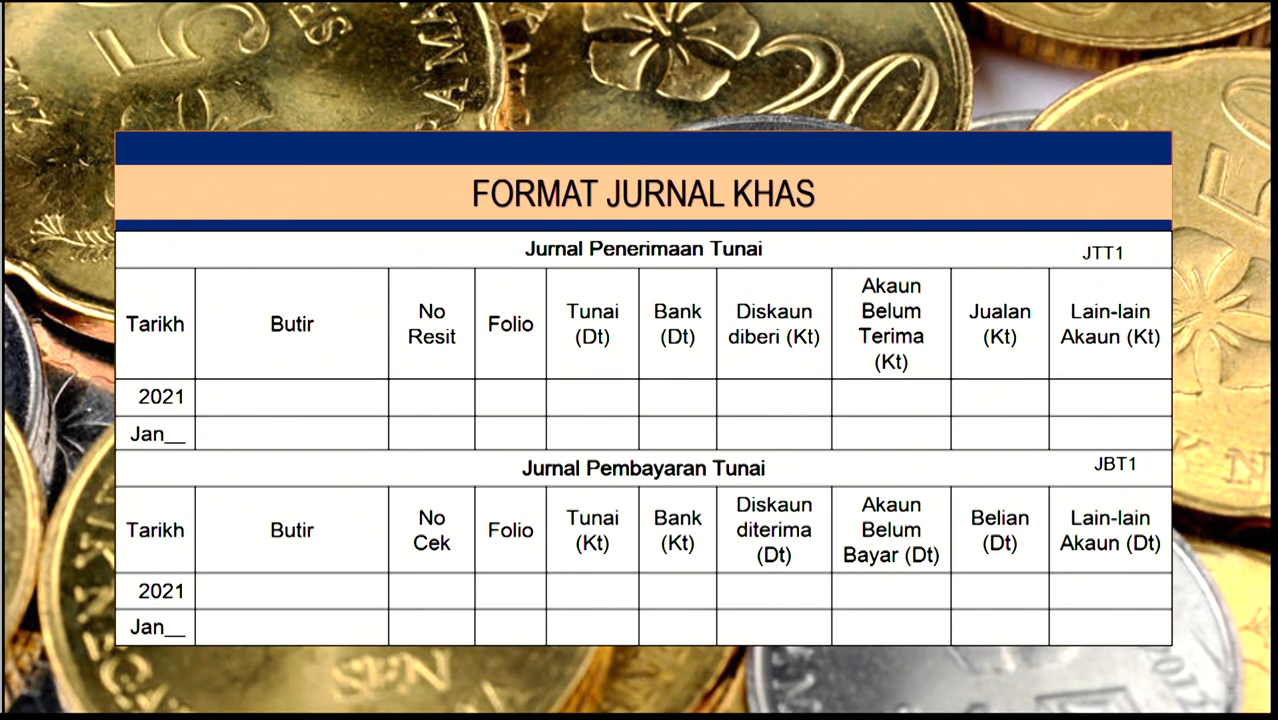 FORMAT JURNAL KHAS
Jurnal Penerimaan Tunai JTT1
Tarikh Butir No Resit Folio Tunai (Dt) Bank (Dt) Diskaun diberi (Kt) Akaun Belum Terima (Kt) Jualan (Kt) Lain-lain Akaun (Kt)
2021
Jan__
Jurnal Pembayaran Tunai JBT1
Tarikh Butir No Cek Folio Tunai (Kt) Bank (Kt) Diskaun diterima (Dt) Akaun Belum Bayar (Dt) Belian (Dt) Lain-lain Akaun (Dt)
2021
Jan__
20
SEN